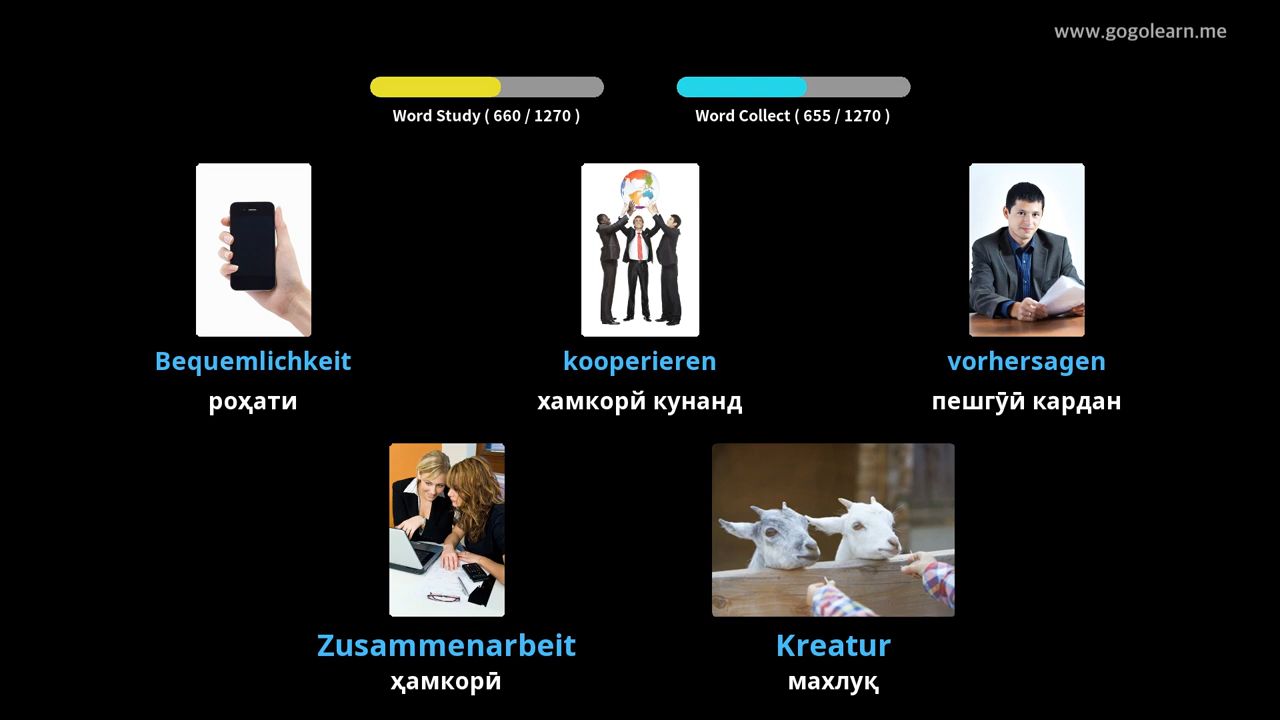 www.gogolearn.me
Word Study ( 660 / 1270 )
Word Collect ( 655 / 1270 )
Bequemlichkeit
kooperieren
vorhersagen
роҳати
хамкорй кунанд
пешгӯӣ кардан
Zusammenarbeit
Kreatur
ҳамкорӣ
махлуқ